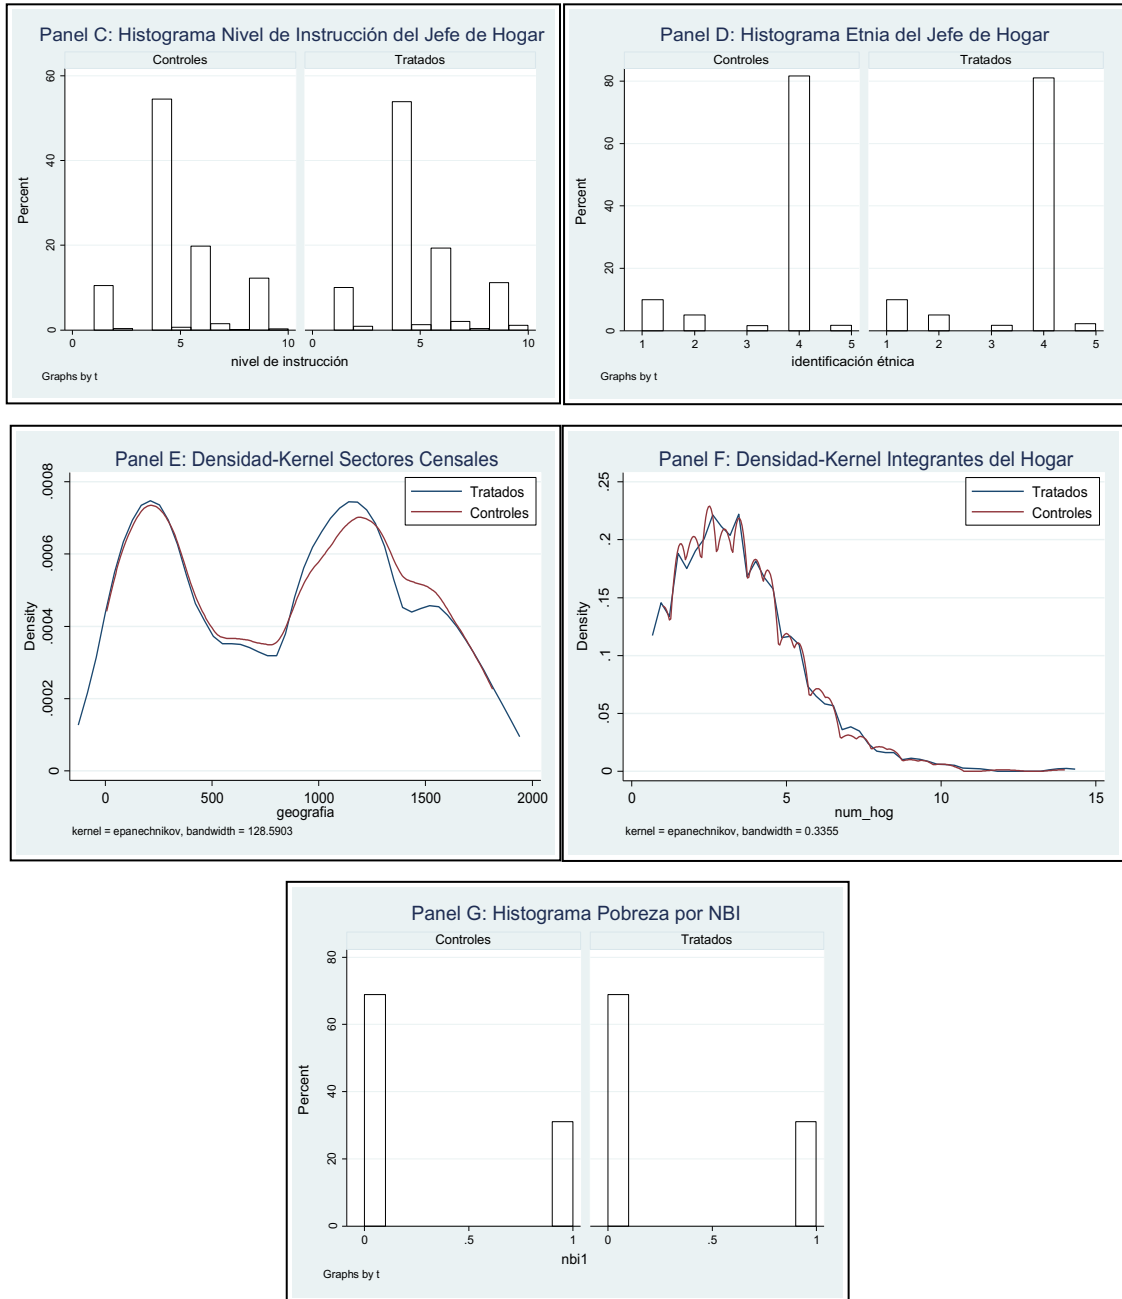 Panel C: Histograma Nivel de Instrucción del Jefe de Hogar
Controles
Tratados
60
40
20
0
Percent
0
5
10
0
5
10
nivel de instrucción
Graphs by t
Panel D: Histograma Etnia del Jefe de Hogar
Controles
Tratados
80
60
40
20
0
Percent
1
2
3
4
5
1
2
3
4
5
identificación étnica
Graphs by t
Panel E: Densidad-Kernel Sectores Censales
Tratados
Controles
.0008
.0006
.0004
.0002
0
Density
0
500
1000
1500
2000
geografia
kernel = epanechnikov, bandwidth = 128.5903
Panel F: Densidad-Kernel Integrantes del Hogar
Tratados
Controles
.25
.2
.15
.1
.05
0
Density
0
5
10
15
num_hog
kernel = epanechnikov, bandwidth = 0.3355
Panel G: Histograma Pobreza por NBI
Controles
Tratados
80
60
40
20
0
Percent
0
.5
1
0
.5
1
nbi1
Graphs by t